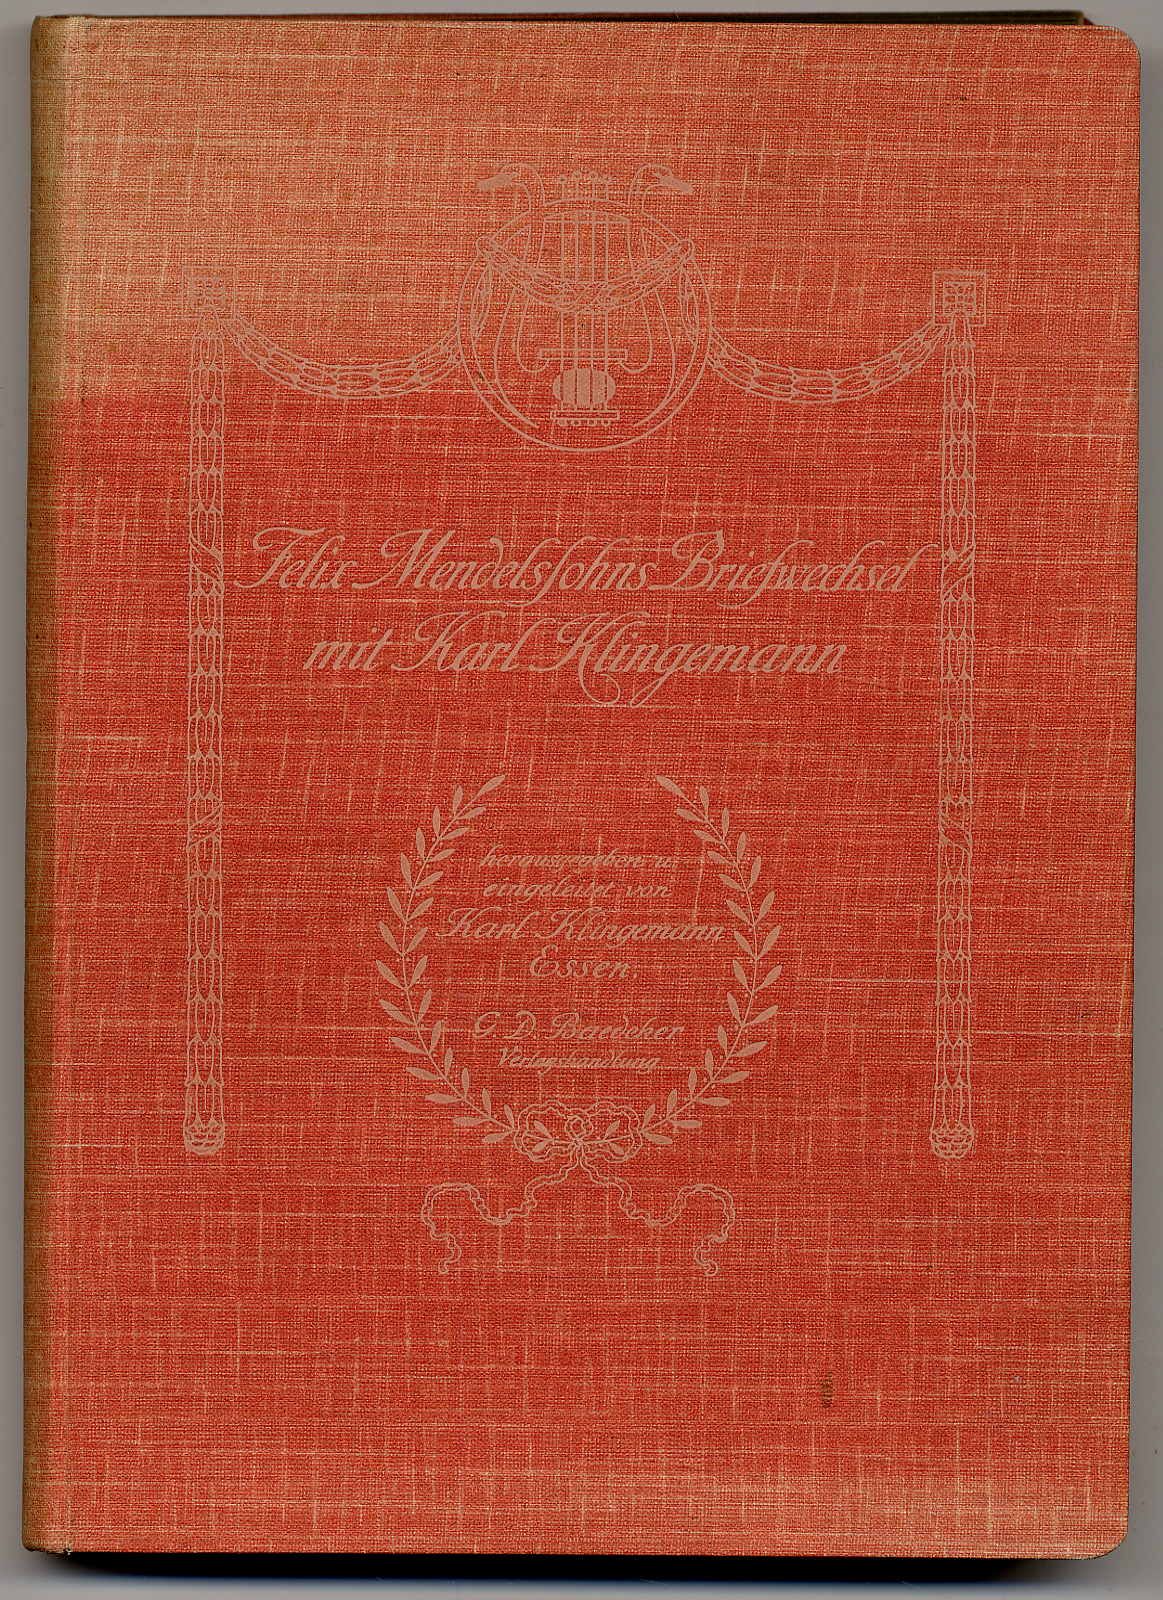 Felix Mendelssohns Briefwechsel
mit Karl Klingemann
herausgegeben u.
eingeleitet von
Karl Klingemann
Essen.
G. D. Baedeker
Verlagshandlung